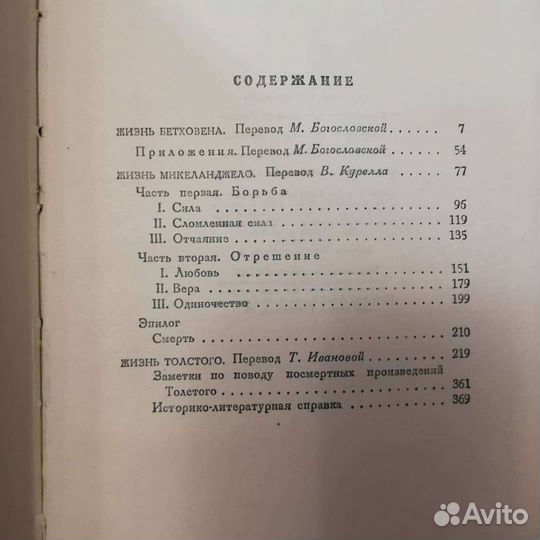 СОДЕРЖАНИЕ
ЖИЗНЬ БЕТХОВЕНА. Перевод М. Богословской . . . . . . 7
Приложения. Перевод М. Богословской . . . . . . . . 54
ЖИЗНЬ МИКЕЛАНДЖЕЛО. Перевод В. Курелла . . . . 77
Часть первая. Борьба
I. Сила . . . . . . . . . . . . . . . . . . . . . . 96
II. Сломленная сила . . . . . . . . . . . . . . . . 119
III. Отчаяние . . . . . . . . . . . . . . . . . . . 135
Часть вторая. Отрешение
I. Любовь . . . . . . . . . . . . . . . . . . . . 151
II. Вера . . . . . . . . . . . . . . . . . . . . . 179
III. Одиночество . . . . . . . . . . . . . . . . . 199
Эпилог
Смерть . . . . . . . . . . . . . . . . . . . . . 210
ЖИЗНЬ ТОЛСТОГО. Перевод Т. Ивановой . . . . . . . . 219
Заметки по поводу посмертных произведений
Толстого . . . . . . . . . . . . . . . . . . . . 361
Историко-литературная справка . . . . . . . . . . . 369
Avito